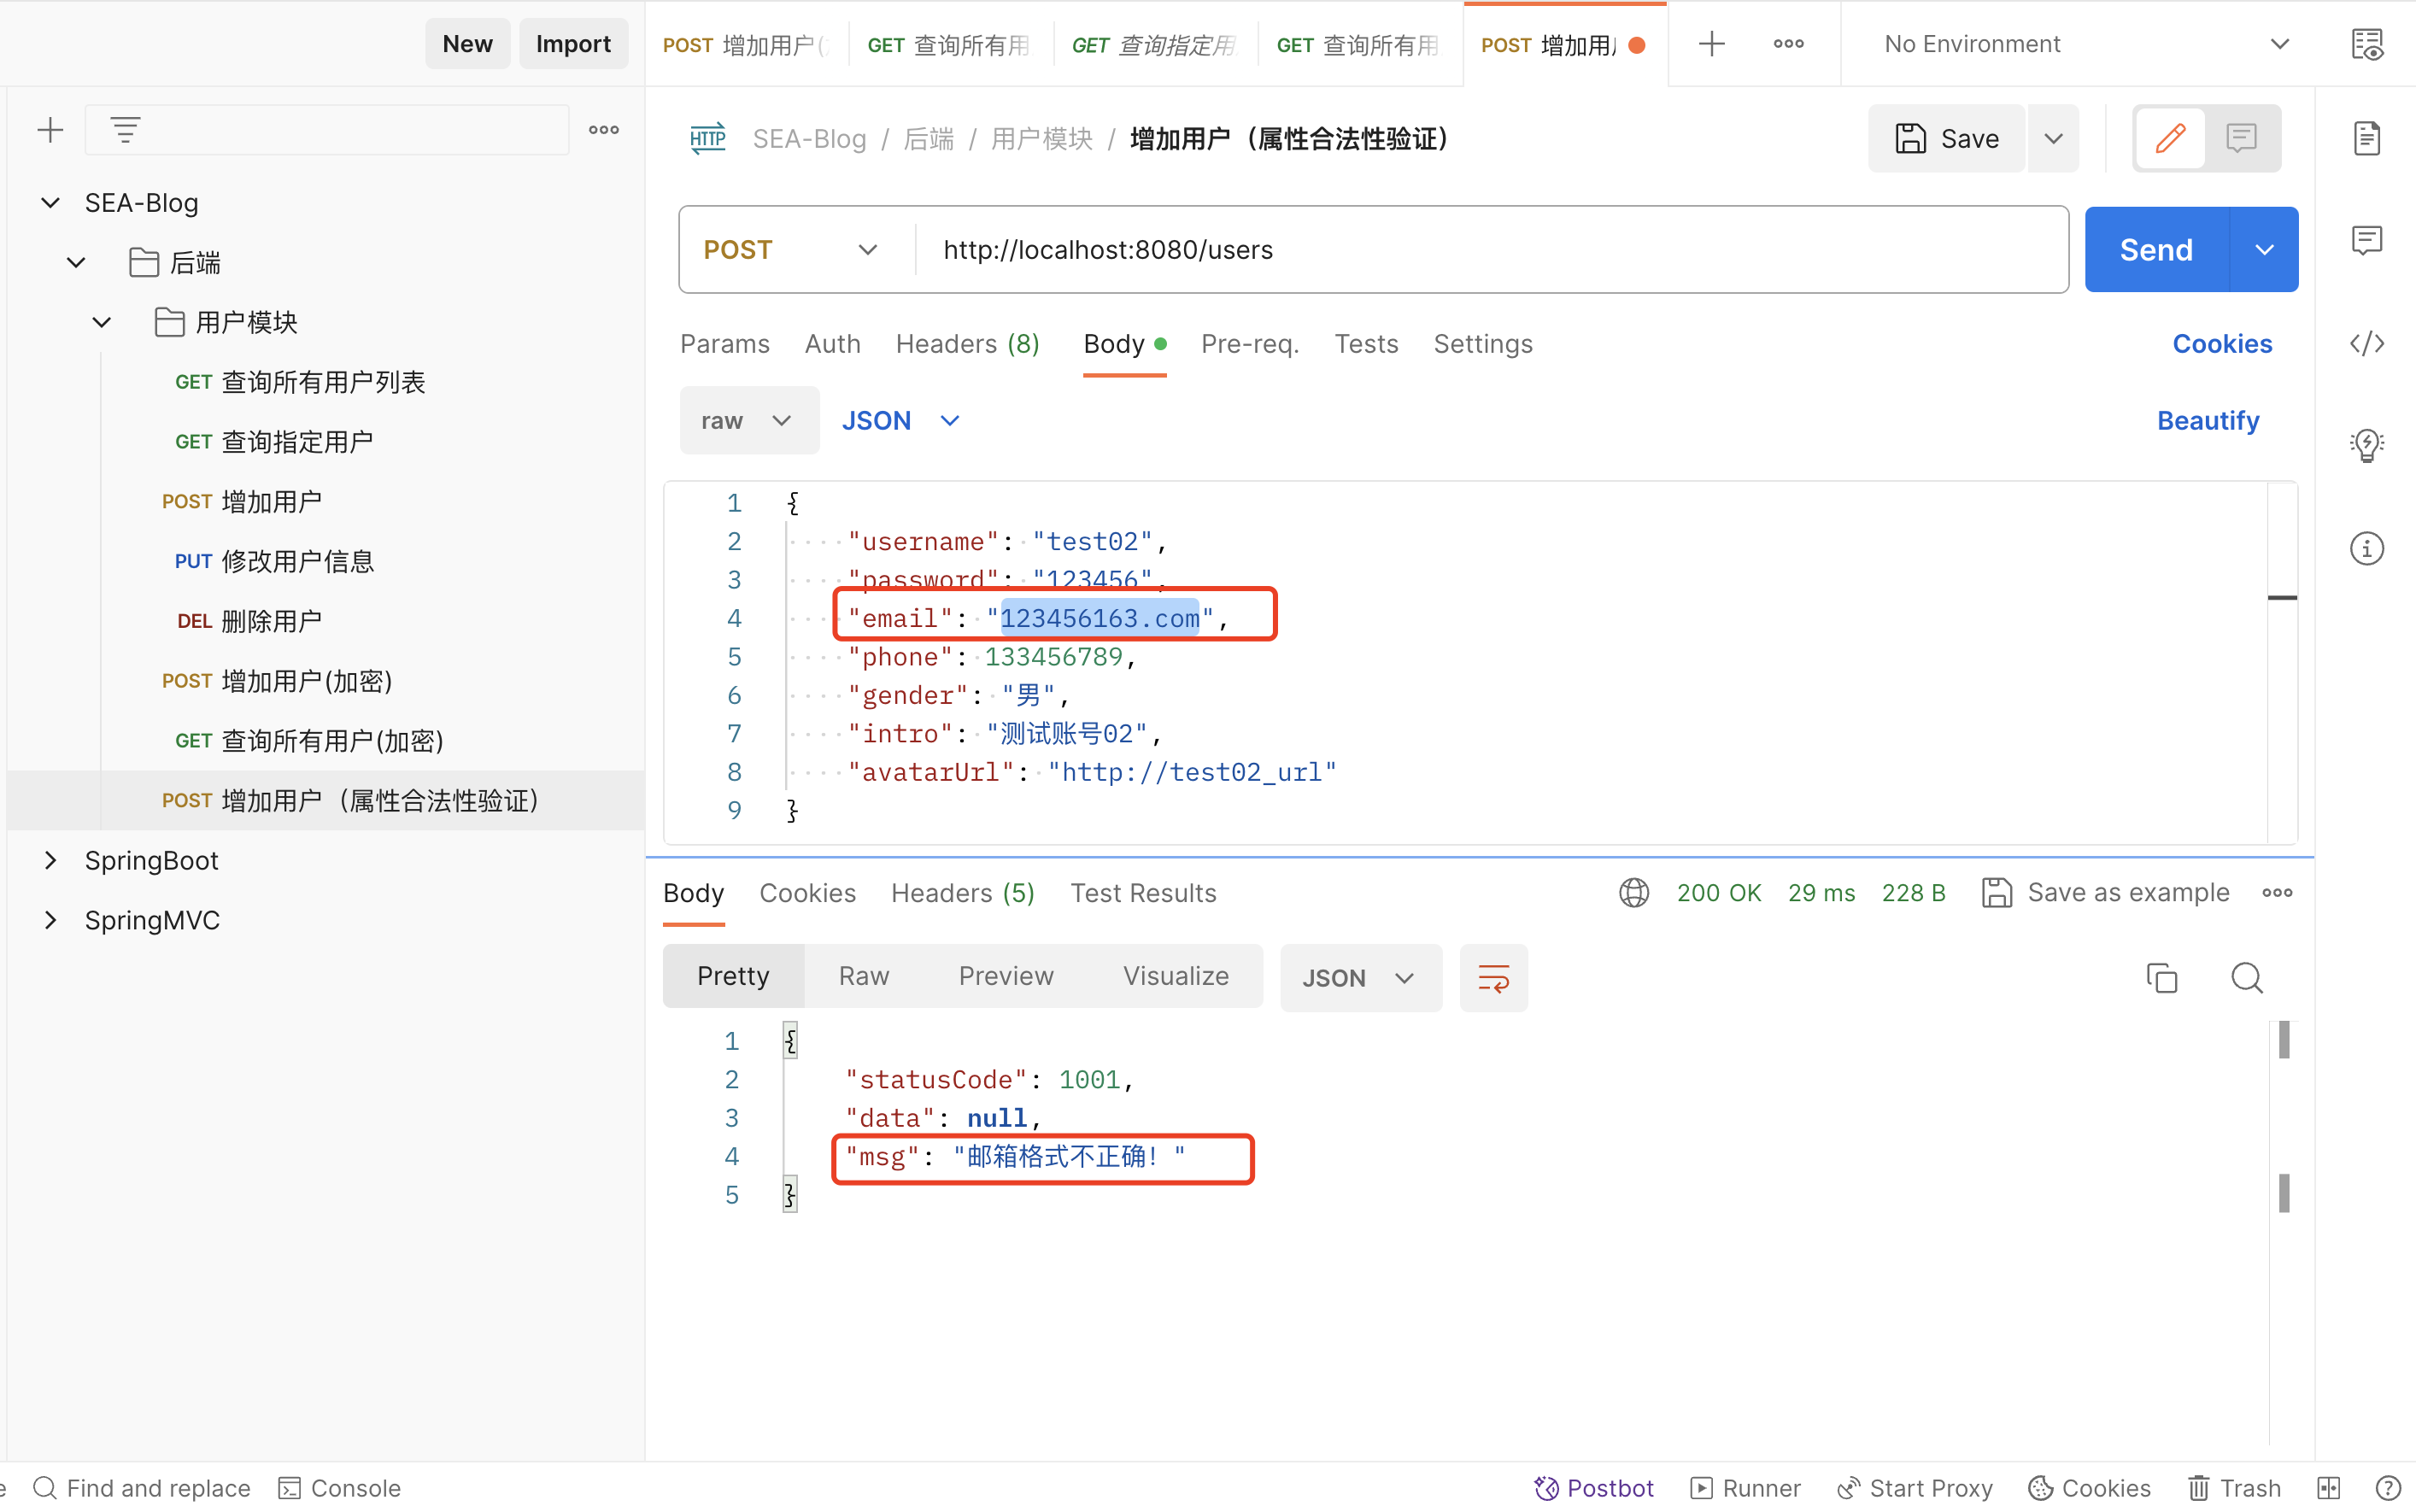 New
Import
POST 增加用户(
GET 查询所有用
GET 查询指定用
GET 查询所有用
POST 增加用
No Environment
SEA-Blog
后端
用户模块
GET 查询所有用户列表
GET 查询指定用户
POST 增加用户
PUT 修改用户信息
DEL 删除用户
POST 增加用户(加密)
GET 查询所有用户(加密)
POST 增加用户（属性合法性验证）
SpringBoot
SpringMVC
HTTP SEA-Blog / 后端 / 用户模块 / 增加用户（属性合法性验证）
Save
POST http://localhost:8080/users
Send
Params Auth Headers (8) Body Pre-req. Tests Settings Cookies
raw JSON Beautify
1 {
2 "username": "test02",
3 "password": "123456",
4 "email": "123456163.com",
5 "phone": 133456789,
6 "gender": "男",
7 "intro": "测试账号02",
8 "avatarUrl": "http://test02_url"
9 }
Body Cookies Headers (5) Test Results 200 OK 29 ms 228 B Save as example
Pretty Raw Preview Visualize JSON
1 {
2 "statusCode": 1001,
3 "data": null,
4 "msg": "邮箱格式不正确！"
5 }
Find and replace Console Postbot Runner Start Proxy Cookies Trash